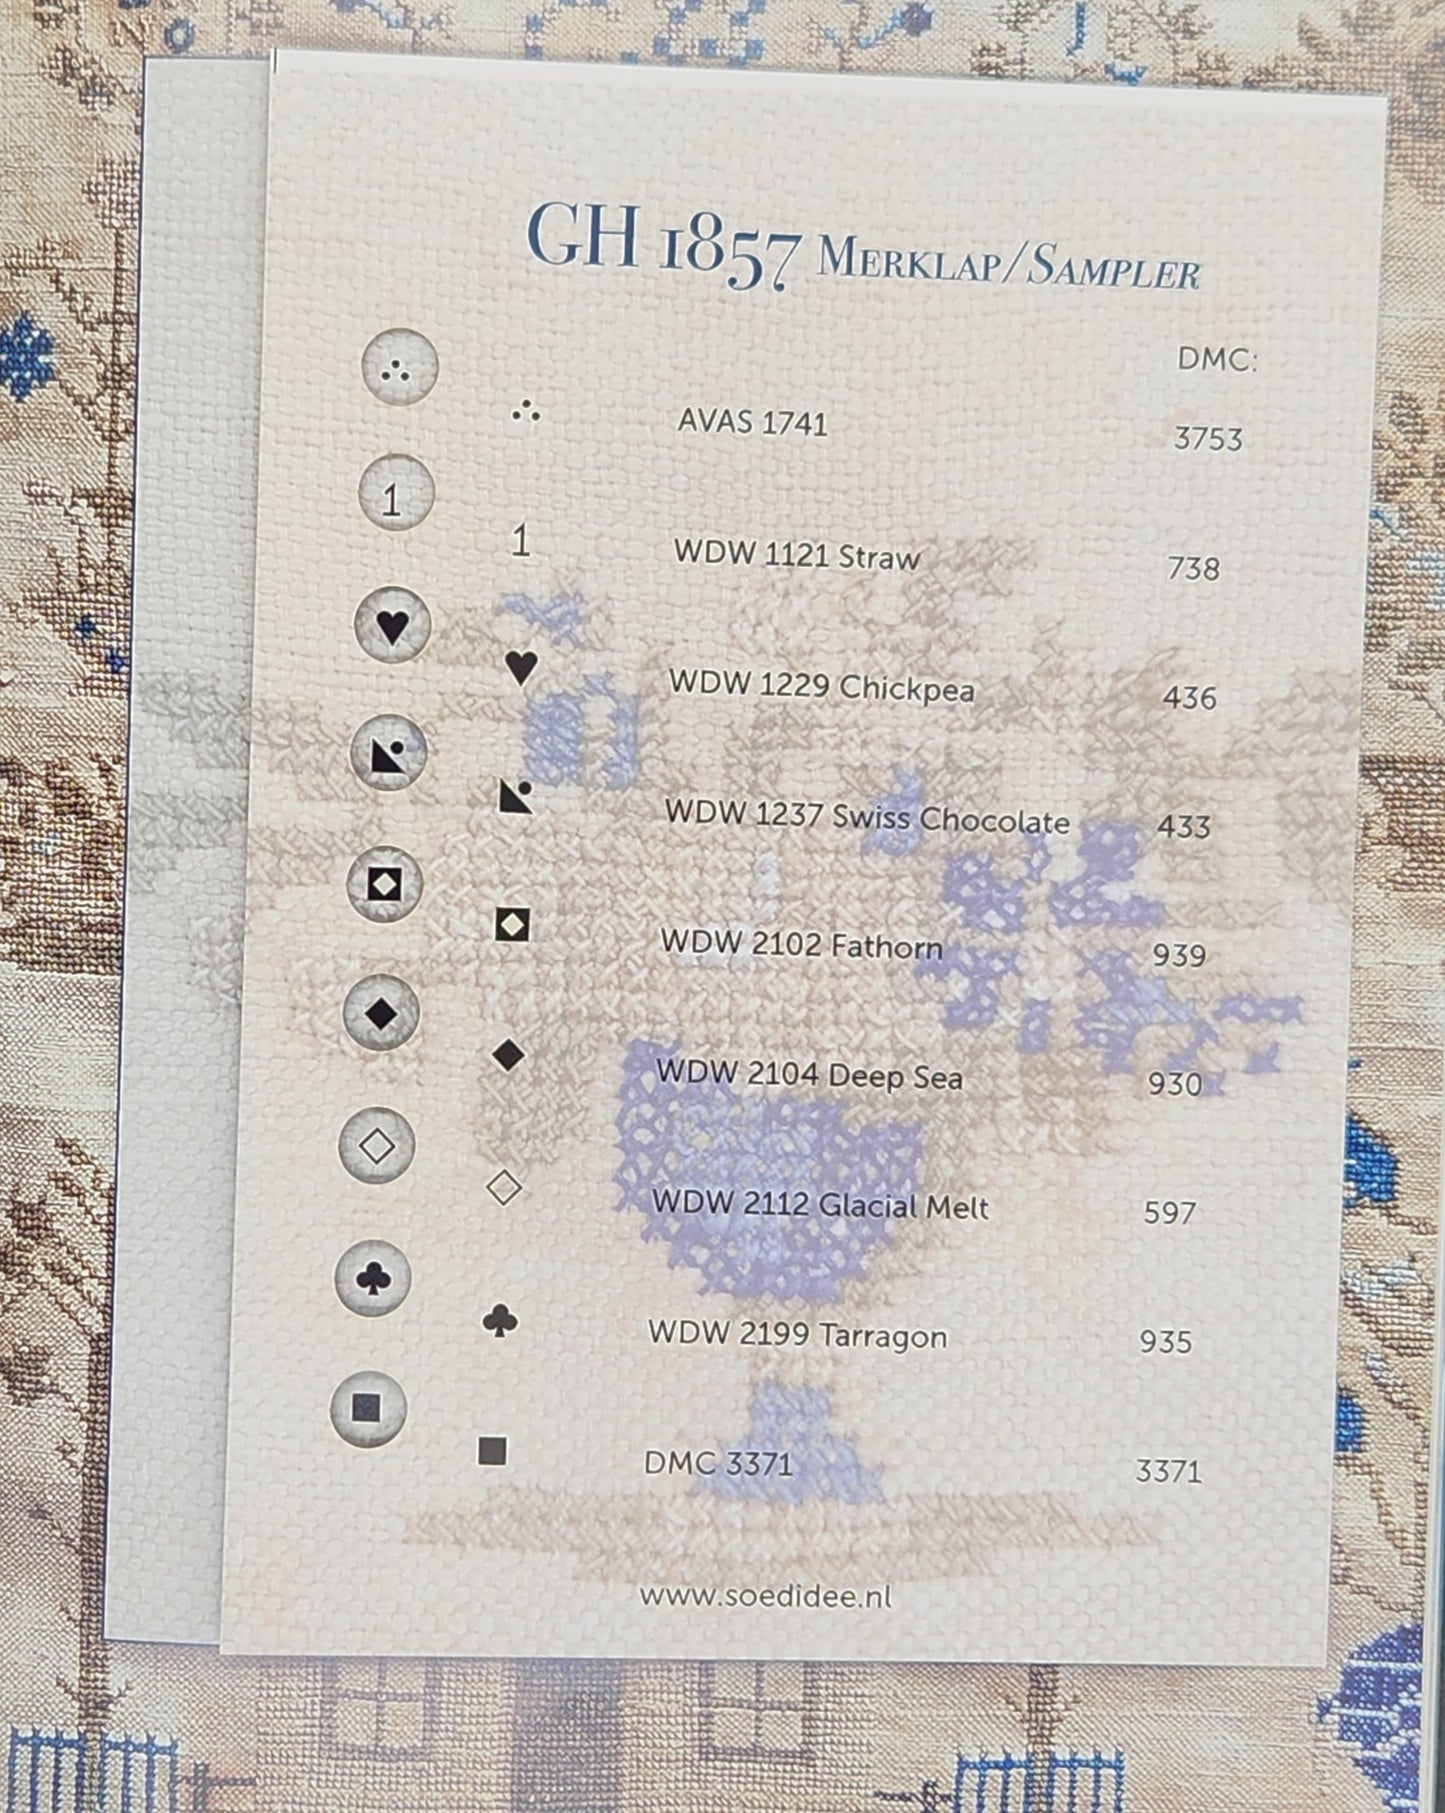 GH 1857 Merklap/Sampler
DMC:
AVAS 1741 3753
1 1 WDW 1121 Straw 738
WDW 1229 Chickpea 436
WDW 1237 Swiss Chocolate 433
WDW 2102 Fathorn 939
WDW 2104 Deep Sea 930
WDW 2112 Glacial Melt 597
WDW 2199 Tarragon 935
DMC 3371 3371
www.soedidee.nl